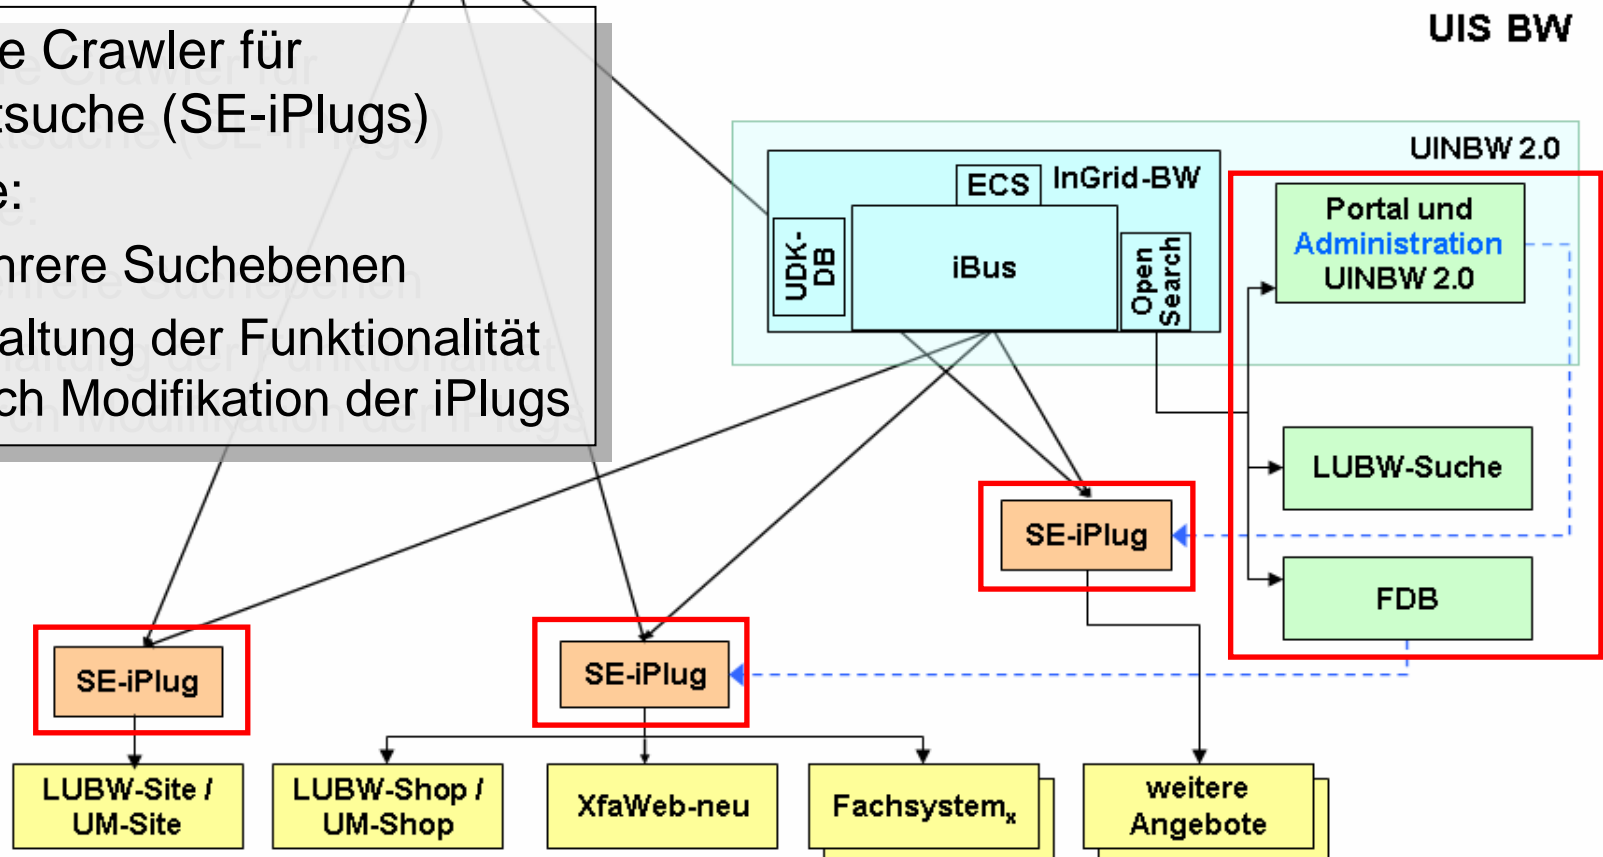 UIS BW
e Crawler für
tsuche (SE-iPlugs)
e:
hrere Suchebenen
altung der Funktionalität
ch Modifikation der iPlugs
UINBW 2.0
InGrid-BW
ECS
UDK-
DB
iBus
Open
Search
Portal und
Administration
UINBW 2.0
LUBW-Suche
FDB
SE-iPlug
SE-iPlug
SE-iPlug
LUBW-Site /
UM-Site
LUBW-Shop /
UM-Shop
XfaWeb-neu
Fachsystemx
weitere
Angebote